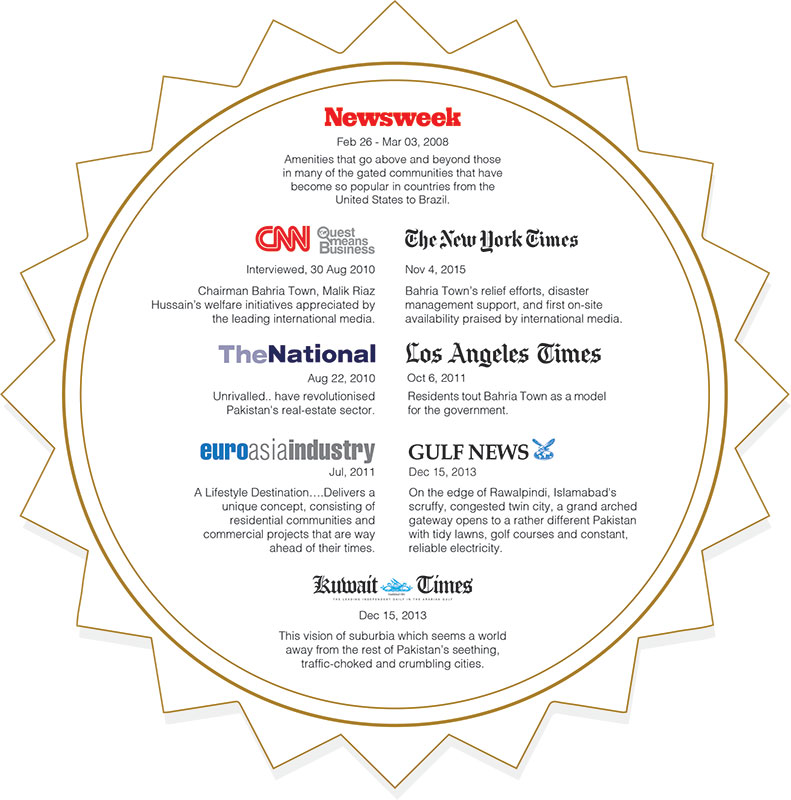 Newsweek
Feb 26 - Mar 03, 2008
Amenities that go above and beyond those
in many of the gated communities that have
become so popular in countries from the
United States to Brazil.
CNN Quest
means
Business
Interviewed, 30 Aug 2010
Chairman Bahria Town, Malik Riaz
Hussain's welfare initiatives appreciated by
the leading international media.
The New York Times
Nov 4, 2015
Bahria Town's relief efforts, disaster
management support, and first on-site
availability praised by international media.
TheNational
Aug 22, 2010
Unrivalled.. have revolutionised
Pakistan's real-estate sector.
Los Angeles Times
Oct 6, 2011
Residents tout Bahria Town as a model
for the government.
euroasiaindustry
Jul, 2011
A Lifestyle Destination....Delivers a
unique concept, consisting of
residential communities and
commercial projects that are way
ahead of their times.
GULF NEWS
Dec 15, 2013
On the edge of Rawalpindi, Islamabad's
scruffy, congested twin city, a grand arched
gateway opens to a rather different Pakistan
with tidy lawns, golf courses and constant,
reliable electricity.
Kuwait Times
THE LEADING INDEPENDENT DAILY IN THE ARABIAN GULF
Dec 15, 2013
This vision of suburbia which seems a world
away from the rest of Pakistan's seething,
traffic-choked and crumbling cities.